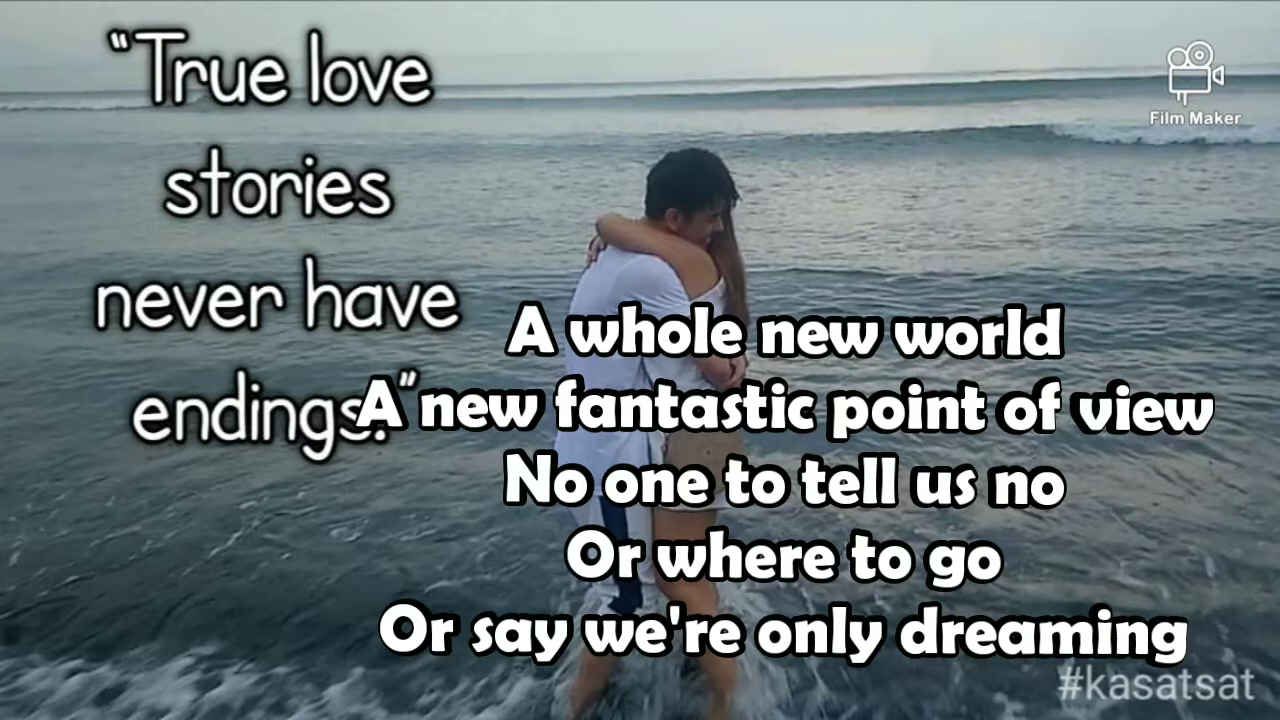 "True love
stories
never have
endings."
Film Maker
A whole new world
A new fantastic point of view
No one to tell us no
Or where to go
Or say we're only dreaming
#kasatsat